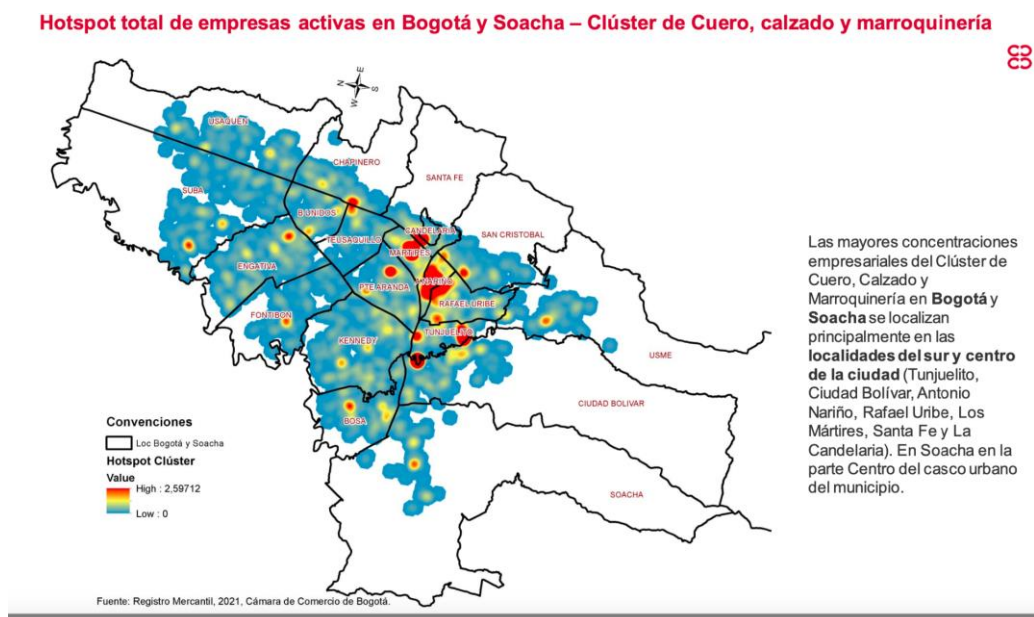 Hotspot total de empresas activas en Bogotá y Soacha – Clúster de Cuero, calzado y marroquinería
N
E
W
S
USAQUEN
CHAPINERO
SANTA FE
SUBA
B UNIDOS
CANDELARIA
SAN CRISTOBAL
TEUSAQUILLO
MARTIRES
ENGATIVA
PTE ARANDA
NARIÑO
RAFAEL URIBE
FONTIBON
TUNJUELITO
KENNEDY
USME
CIUDAD BOLIVAR
BOSA
SOACHA
Las mayores concentraciones
empresariales del Clúster de
Cuero, Calzado y
Marroquinería en Bogotá y
Soacha se localizan
principalmente en las
localidades del sur y centro
de la ciudad (Tunjuelito,
Ciudad Bolívar, Antonio
Nariño, Rafael Uribe, Los
Mártires, Santa Fe y La
Candelaria). En Soacha en la
parte Centro del casco urbano
del municipio.
Convenciones
Loc Bogotá y Soacha
Hotspot Clúster
Value
High : 2,59712
Low : 0
Fuente: Registro Mercantil, 2021, Cámara de Comercio de Bogotá.